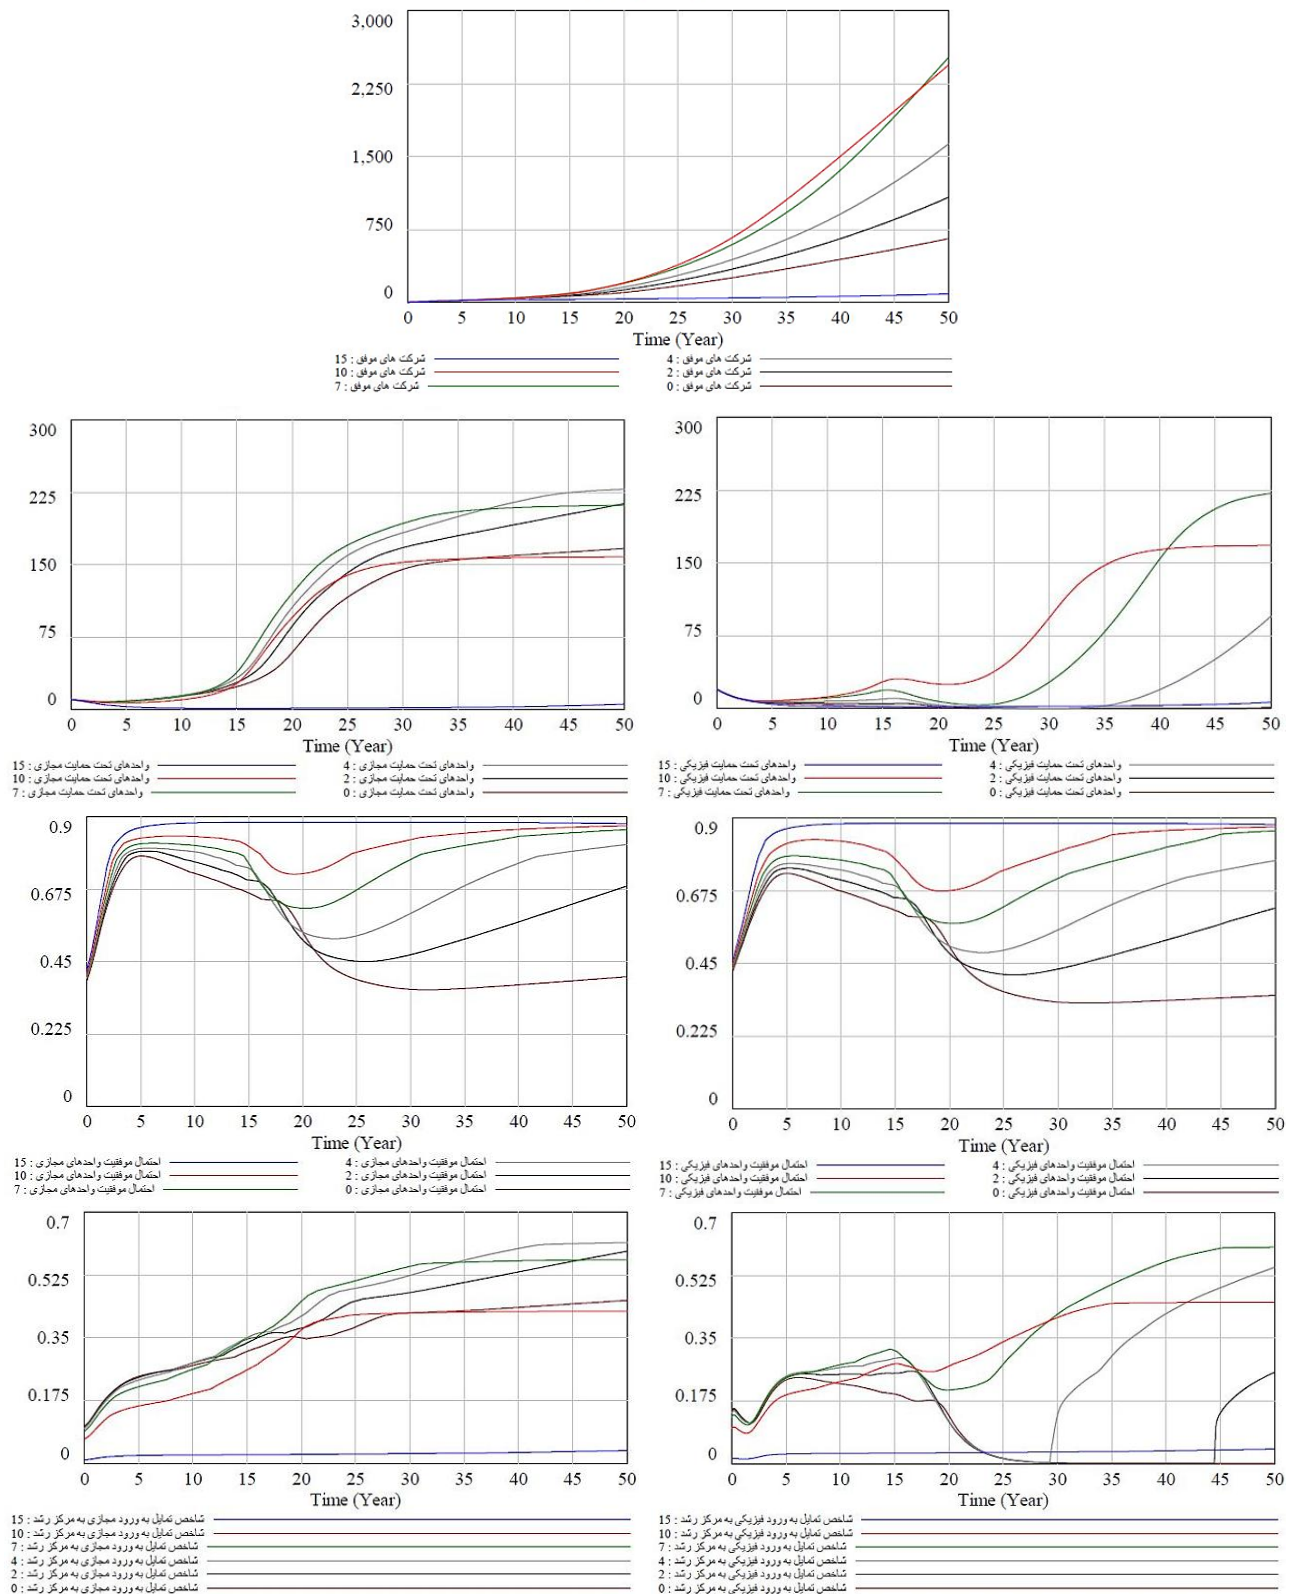 3,000
2,250
1,500
750
0
0 5 10 15 20 25 30 35 40 45 50
Time (Year)
شرکت های موفق : 15
شرکت های موفق : 10
شرکت های موفق : 7
شرکت های موفق : 4
شرکت های موفق : 2
شرکت های موفق : 0
300
225
150
75
0
0 5 10 15 20 25 30 35 40 45 50
Time (Year)
واحدهای تحت حمایت مجازی : 15
واحدهای تحت حمایت مجازی : 10
واحدهای تحت حمایت مجازی : 7
واحدهای تحت حمایت مجازی : 4
واحدهای تحت حمایت مجازی : 2
واحدهای تحت حمایت مجازی : 0
300
225
150
75
0
0 5 10 15 20 25 30 35 40 45 50
Time (Year)
واحدهای تحت حمایت فیزیکی : 15
واحدهای تحت حمایت فیزیکی : 10
واحدهای تحت حمایت فیزیکی : 7
واحدهای تحت حمایت فیزیکی : 4
واحدهای تحت حمایت فیزیکی : 2
واحدهای تحت حمایت فیزیکی : 0
0.9
0.675
0.45
0.225
0
0 5 10 15 20 25 30 35 40 45 50
Time (Year)
احتمال موفقیت واحدهای مجازی : 15
احتمال موفقیت واحدهای مجازی : 10
احتمال موفقیت واحدهای مجازی : 7
احتمال موفقیت واحدهای مجازی : 4
احتمال موفقیت واحدهای مجازی : 2
احتمال موفقیت واحدهای مجازی : 0
0.9
0.675
0.45
0.225
0
0 5 10 15 20 25 30 35 40 45 50
Time (Year)
احتمال موفقیت واحدهای فیزیکی : 15
احتمال موفقیت واحدهای فیزیکی : 10
احتمال موفقیت واحدهای فیزیکی : 7
احتمال موفقیت واحدهای فیزیکی : 4
احتمال موفقیت واحدهای فیزیکی : 2
احتمال موفقیت واحدهای فیزیکی : 0
0.7
0.525
0.35
0.175
0
0 5 10 15 20 25 30 35 40 45 50
Time (Year)
شاخص تمایل به ورود مجازی به مرکز رشد : 15
شاخص تمایل به ورود مجازی به مرکز رشد : 10
شاخص تمایل به ورود مجازی به مرکز رشد : 7
شاخص تمایل به ورود مجازی به مرکز رشد : 4
شاخص تمایل به ورود مجازی به مرکز رشد : 2
شاخص تمایل به ورود مجازی به مرکز رشد : 0
0.7
0.525
0.35
0.175
0
0 5 10 15 20 25 30 35 40 45 50
Time (Year)
شاخص تمایل به ورود فیزیکی به مرکز رشد : 15
شاخص تمایل به ورود فیزیکی به مرکز رشد : 10
شاخص تمایل به ورود فیزیکی به مرکز رشد : 7
شاخص تمایل به ورود فیزیکی به مرکز رشد : 4
شاخص تمایل به ورود فیزیکی به مرکز رشد : 2
شاخص تمایل به ورود فیزیکی به مرکز رشد : 0